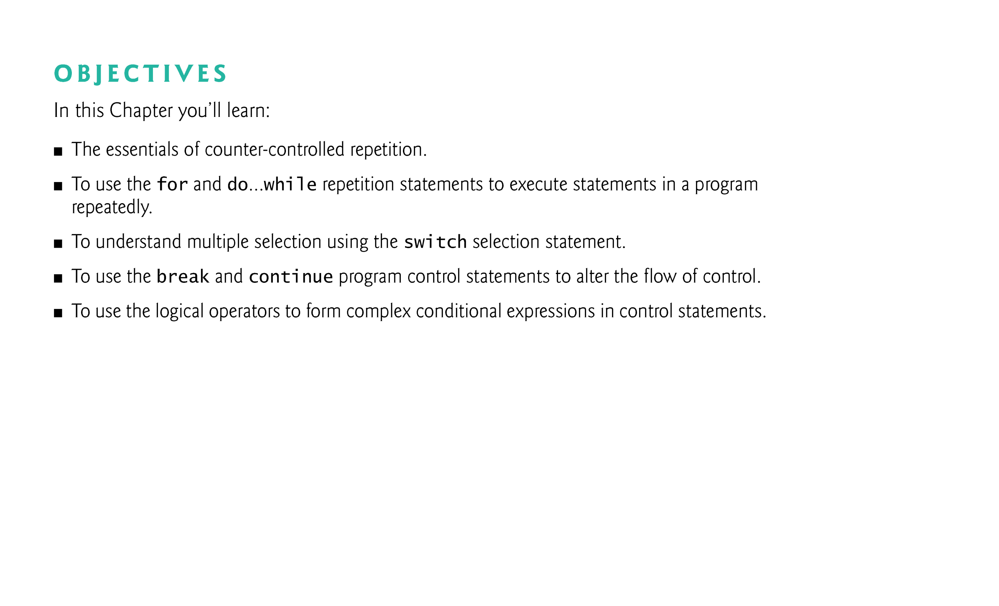 OBJECTIVES
In this Chapter you’ll learn:
■ The essentials of counter-controlled repetition.
■ To use the for and do…while repetition statements to execute statements in a program
repeatedly.
■ To understand multiple selection using the switch selection statement.
■ To use the break and continue program control statements to alter the flow of control.
■ To use the logical operators to form complex conditional expressions in control statements.